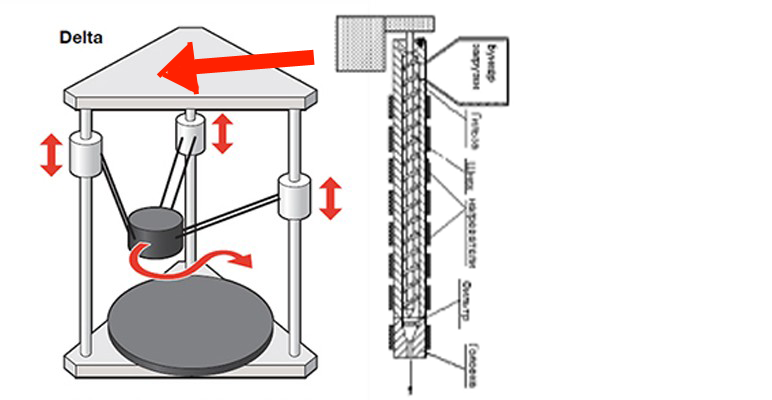 Delta
Бункер
загрузки
Гильза
Шнек
нагреватели
Фильтр
Головка